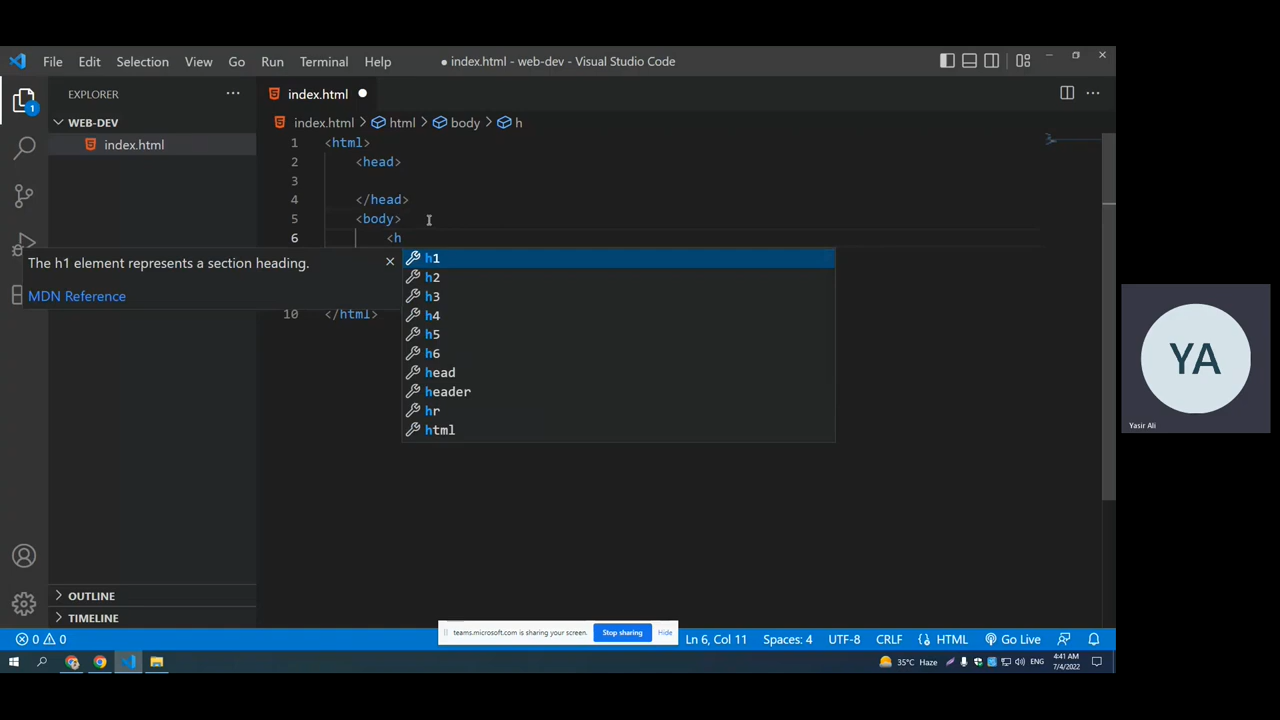 File Edit Selection View Go Run Terminal Help
● index.html - web-dev - Visual Studio Code
EXPLORER
index.html
1
WEB-DEV
index.html > html > body > h
index.html
1 <html>
2 <head>
3
4 </head>
5 <body>
6 <h
The h1 element represents a section heading.
MDN Reference
h1
h2
h3
h4
h5
h6
head
header
hr
html
10 </html>
YA
Yasir Ali
OUTLINE
TIMELINE
teams.microsoft.com is sharing your screen. Stop sharing Hide
0 0
Ln 6, Col 11 Spaces: 4 UTF-8 CRLF HTML Go Live
35°C Haze
ENG
4:41 AM
7/4/2022